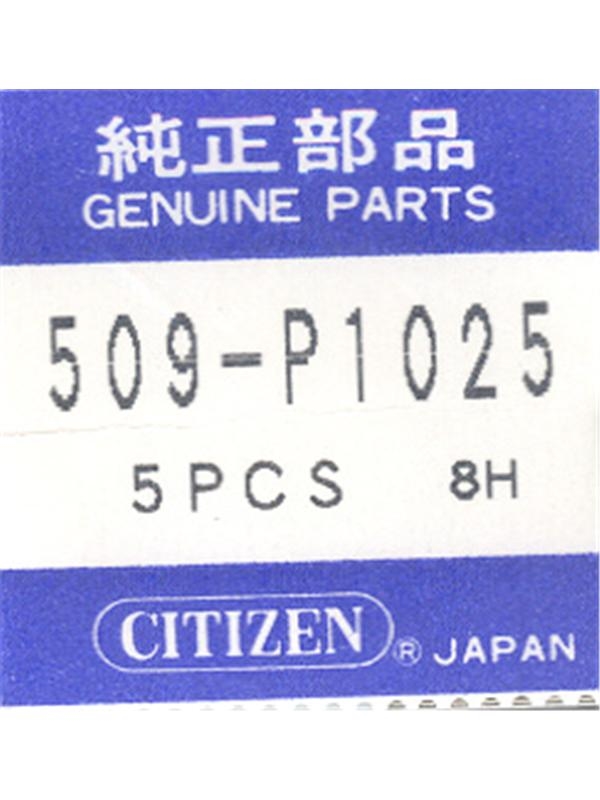 純正部品
GENUINE PARTS
509-P1025
5PCS 8H
CITIZEN ® JAPAN